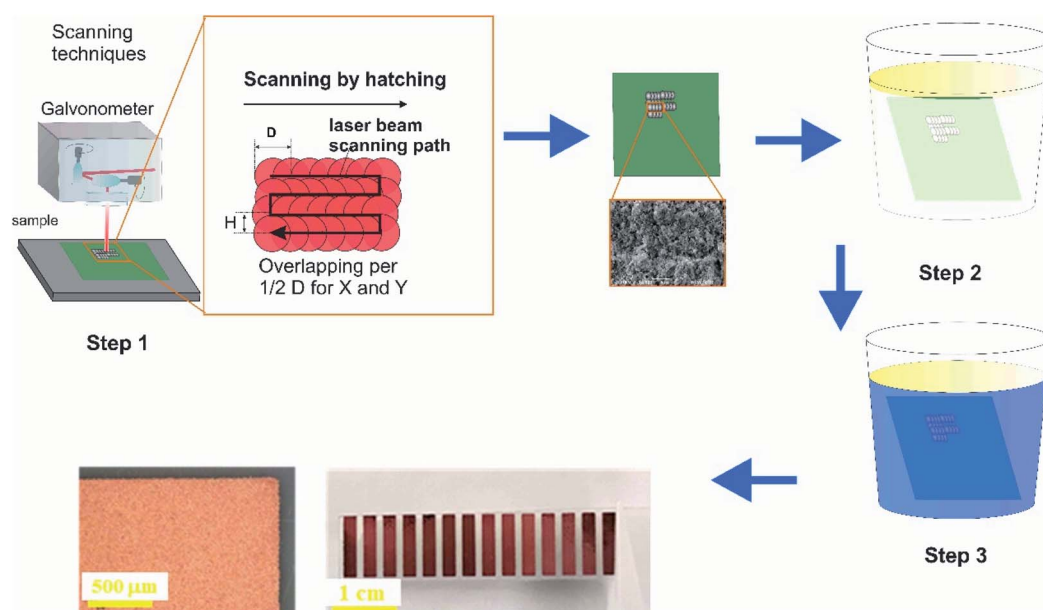 Scanning
techniques
Galvonometer
sample
Step 1
Scanning by hatching
D
laser beam
scanning path
H
Overlapping per
1/2 D for X and Y
Step 2
Step 3
500 μm
1 cm